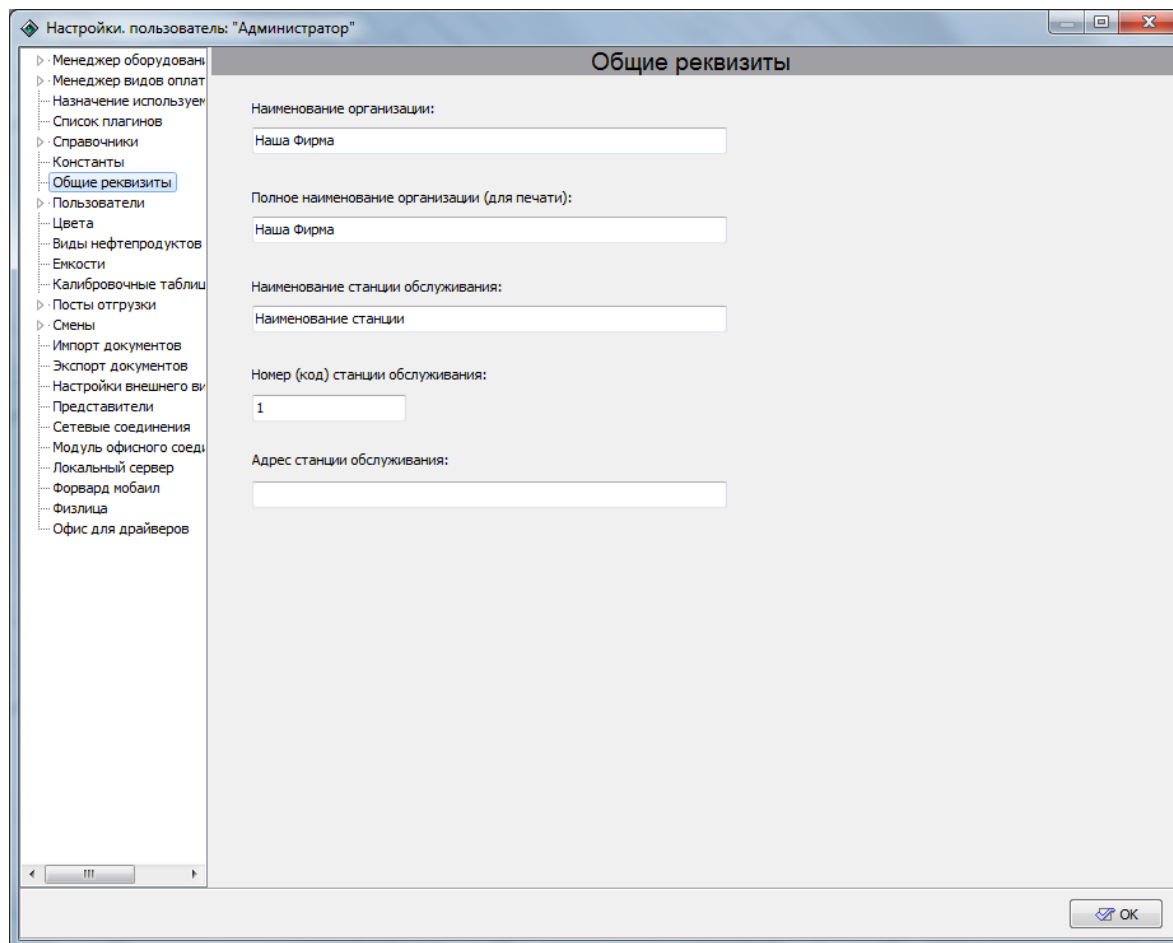 Настройки. пользователь: "Администратор"
Менеджер оборудовани
Менеджер видов оплат
Назначение используем
Список плагинов
Справочники
Константы
Общие реквизиты
Пользователи
Цвета
Виды нефтепродуктов
Емкости
Калибровочные таблиц
Посты отгрузки
Смены
Импорт документов
Экспорт документов
Настройки внешнего ви
Представители
Сетевые соединения
Модуль офисного соеди
Локальный сервер
Форвард мобаил
Физлица
Офис для драйверов
Общие реквизиты
Наименование организации:
Наша Фирма
Полное наименование организации (для печати):
Наша Фирма
Наименование станции обслуживания:
Наименование станции
Номер (код) станции обслуживания:
1
Адрес станции обслуживания:
OK